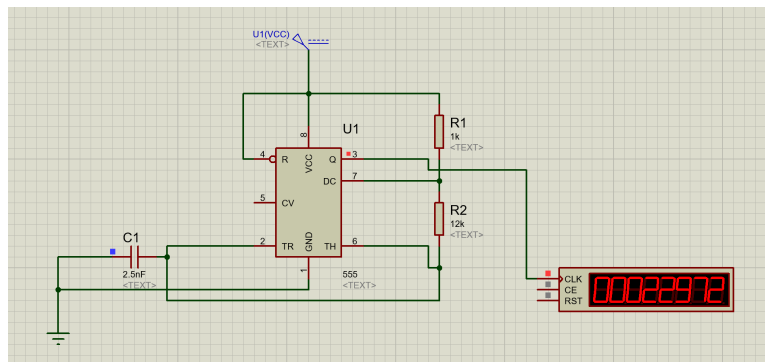 U1(VCC)
<TEXT>
R1
1k
<TEXT>
U1
8
4
R
VCC
Q
3
DC
7
R2
12k
<TEXT>
5
CV
C1
2.5nF
<TEXT>
2
TR
GND
TH
6
1
555
<TEXT>
CLK
CE
RST
00022972